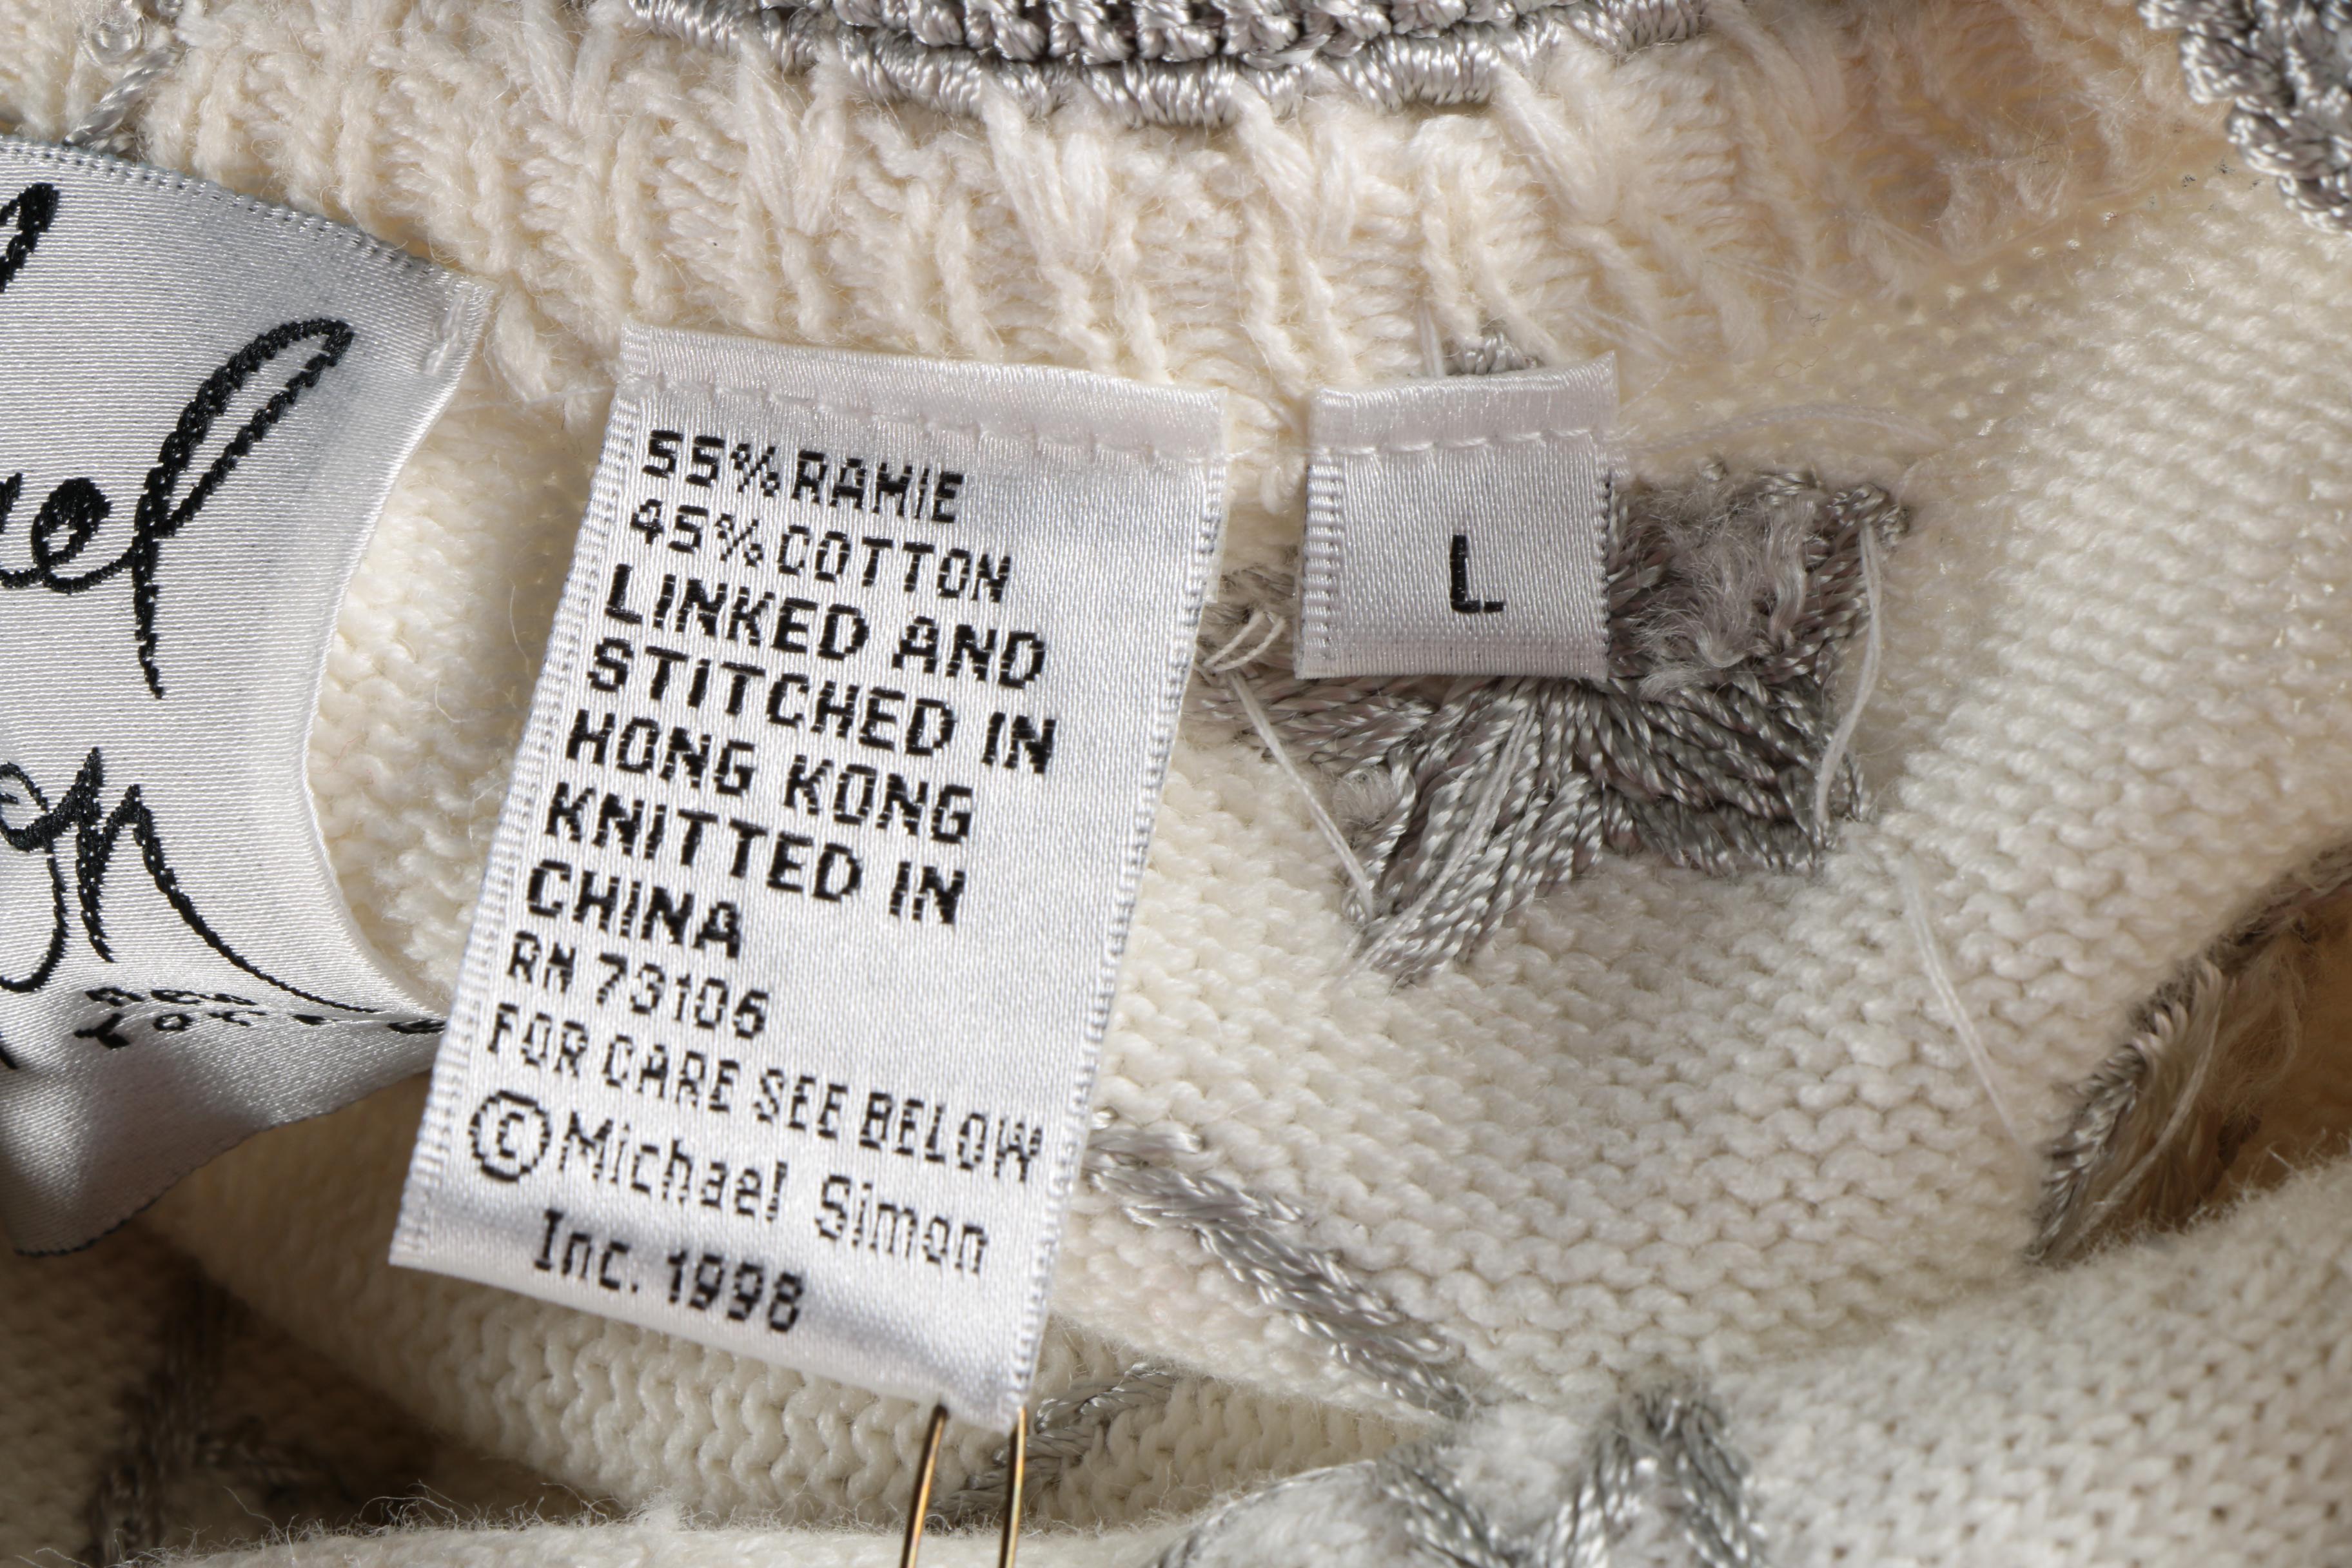 55% RAMIE
45% COTTON
LINKED AND
STITCHED IN
HONG KONG
KNITTED IN
CHINA
RN 73105
FOR CARE SEE BELOW
©Michael Simon
Inc. 1998
L